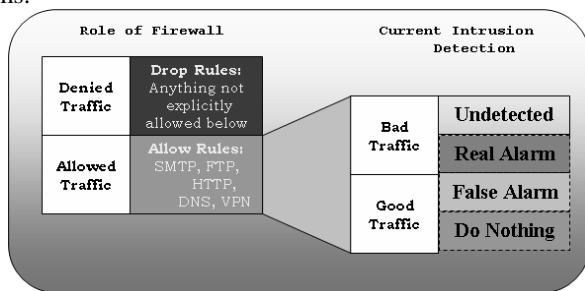 ns.
Role of Firewall
Current Intrusion
Detection
Denied
Traffic
Drop Rules:
Anything not
explicitly
allowed below
Allowed
Traffic
Allow Rules:
SMTP, FTP,
HTTP,
DNS, VPN
Bad
Traffic
Undetected
Real Alarm
Good
Traffic
False Alarm
Do Nothing